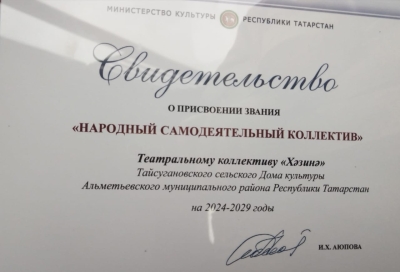 МИНИСТЕРСТВО КУЛЬТУРЫ РЕСПУБЛИКИ ТАТАРСТАН
Свидетельство
О ПРИСВОЕНИИ ЗВАНИЯ
«НАРОДНЫЙ САМОДЕЯТЕЛЬНЫЙ КОЛЛЕКТИВ»
Театральному коллективу «Хәзинә»
Тайсугановского сельского Дома культуры
Альметьевского муниципального района Республики Татарстан
на 2024-2029 годы
И.Х. АЮПОВА